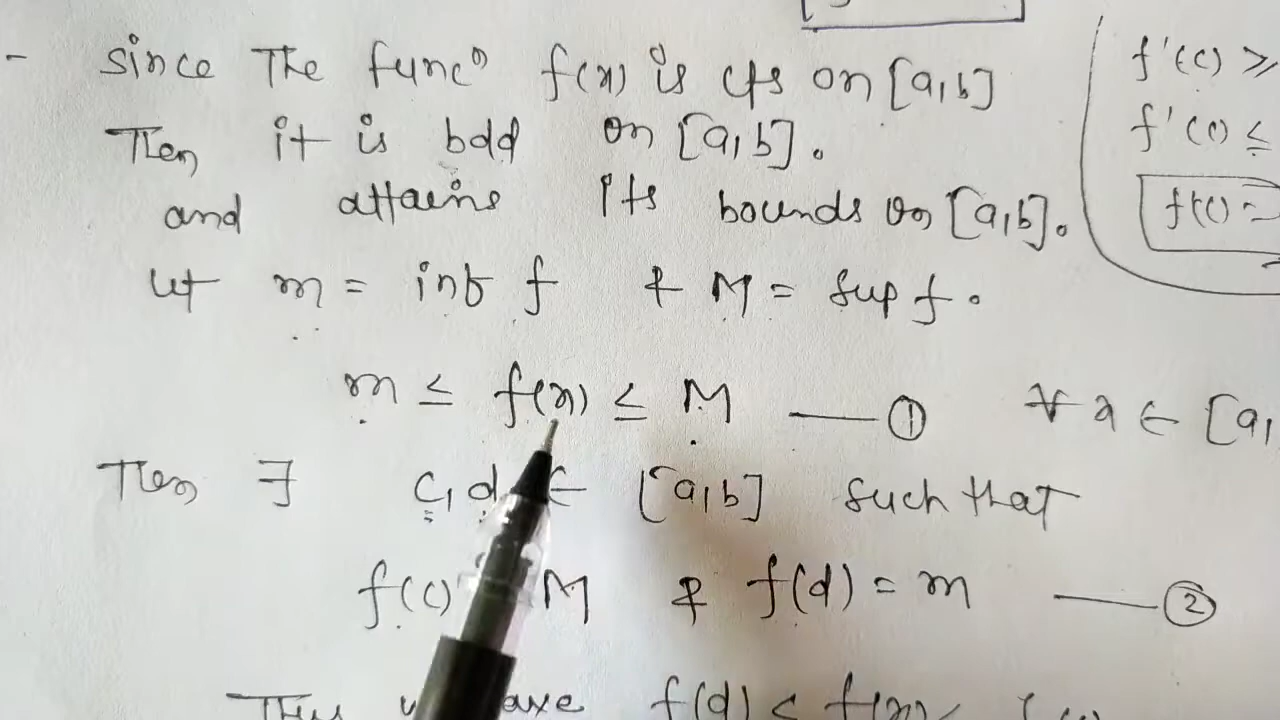 - since The funcⁿ f(x) is cts on [a,b]
Then it is bdd on [a,b].
and attains its bounds on [a,b].
let m = inf f & M = sup f.
m ≤ f(x) ≤ M —— ①  ∀ x ∈ [a,
Then ∃ c, d ∈ [a,b] such that
f(c) M & f(d) = m —— ②
f(d) ≤ f(x) ≤
f'(c) ≥
f'(c) ≤
f'(c) =